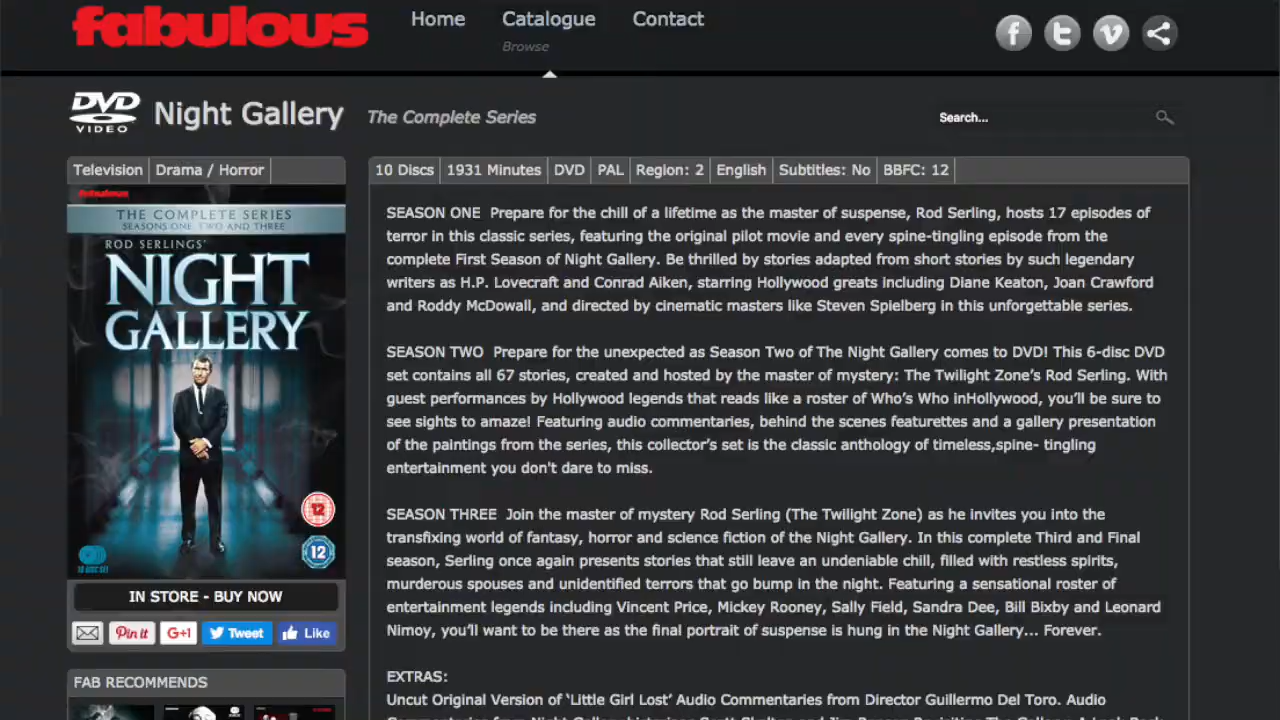 fabulous
Home
Catalogue
Contact
Browse
DVD
VIDEO
Night Gallery
The Complete Series
Search...
Television
Drama / Horror
10 Discs
1931 Minutes
DVD
PAL
Region: 2
English
Subtitles: No
BBFC: 12
fabulous
THE COMPLETE SERIES
SEASONS ONE, TWO AND THREE
ROD SERLINGS'
NIGHT
GALLERY
12
12
10 DISC SET
IN STORE - BUY NOW
Pin it
G+1
Tweet
Like
FAB RECOMMENDS
SEASON ONE  Prepare for the chill of a lifetime as the master of suspense, Rod Serling, hosts 17 episodes of
terror in this classic series, featuring the original pilot movie and every spine-tingling episode from the
complete First Season of Night Gallery. Be thrilled by stories adapted from short stories by such legendary
writers as H.P. Lovecraft and Conrad Aiken, starring Hollywood greats including Diane Keaton, Joan Crawford
and Roddy McDowall, and directed by cinematic masters like Steven Spielberg in this unforgettable series.
SEASON TWO  Prepare for the unexpected as Season Two of The Night Gallery comes to DVD! This 6-disc DVD
set contains all 67 stories, created and hosted by the master of mystery: The Twilight Zone's Rod Serling. With
guest performances by Hollywood legends that reads like a roster of Who's Who inHollywood, you'll be sure to
see sights to amaze! Featuring audio commentaries, behind the scenes featurettes and a gallery presentation
of the paintings from the series, this collector's set is the classic anthology of timeless,spine- tingling
entertainment you don't dare to miss.
SEASON THREE  Join the master of mystery Rod Serling (The Twilight Zone) as he invites you into the
transfixing world of fantasy, horror and science fiction of the Night Gallery. In this complete Third and Final
season, Serling once again presents stories that still leave an undeniable chill, filled with restless spirits,
murderous spouses and unidentified terrors that go bump in the night. Featuring a sensational roster of
entertainment legends including Vincent Price, Mickey Rooney, Sally Field, Sandra Dee, Bill Bixby and Leonard
Nimoy, you'll want to be there as the final portrait of suspense is hung in the Night Gallery... Forever.
EXTRAS:
Uncut Original Version of 'Little Girl Lost' Audio Commentaries from Director Guillermo Del Toro. Audio